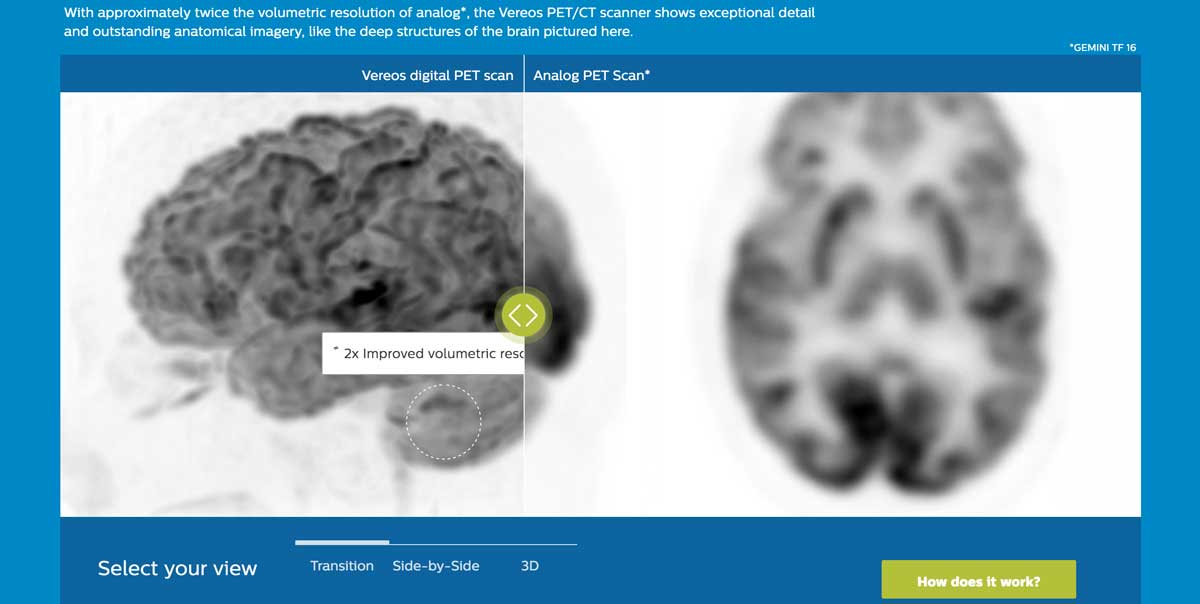 With approximately twice the volumetric resolution of analog*, the Vereos PET/CT scanner shows exceptional detail
and outstanding anatomical imagery, like the deep structures of the brain pictured here.
*GEMINI TF 16
Vereos digital PET scan
Analog PET Scan*
* 2x Improved volumetric
Select your view
Transition
Side-by-Side
3D
How does it work?